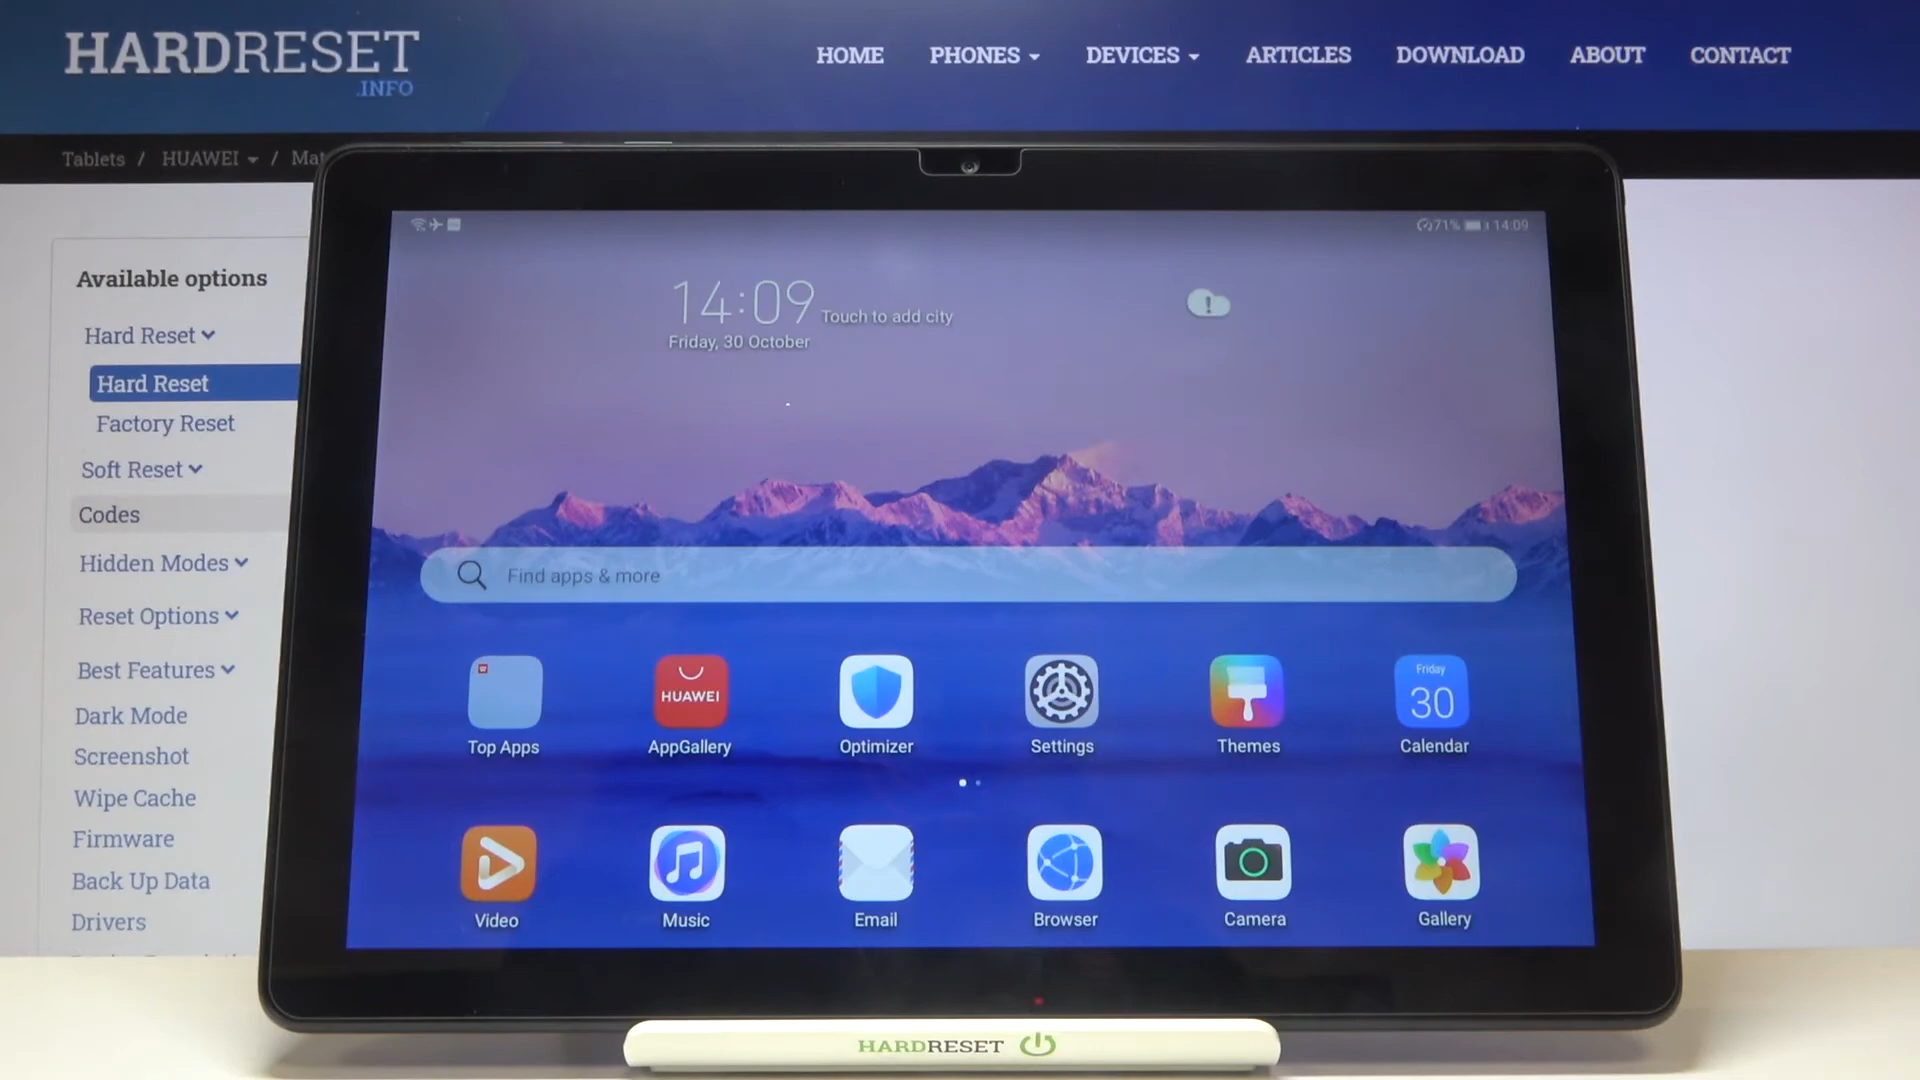 HARDRESET
.INFO
HOME PHONES DEVICES ARTICLES DOWNLOAD ABOUT CONTACT
Tablets / HUAWEI /
Available options
Hard Reset
Hard Reset
Factory Reset
Soft Reset
Codes
Hidden Modes
Reset Options
Best Features
Dark Mode
Screenshot
Wipe Cache
Firmware
Back Up Data
Drivers
71% 14:09
14:09 Touch to add city
Friday, 30 October
Find apps & more
HUAWEI
Friday
30
Top Apps AppGallery Optimizer Settings Themes Calendar
Video Music Email Browser Camera Gallery
HARDRESET